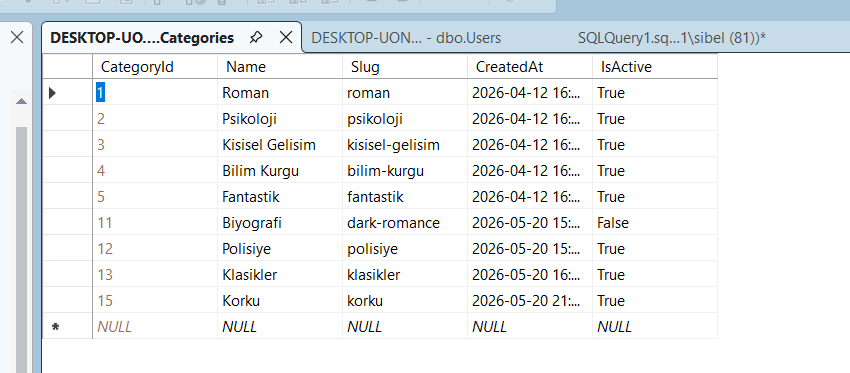 DESKTOP-UO....Categories DESKTOP-UON... - dbo.Users SQLQuery1.sq...1\sibel (81))*
CategoryId Name Slug CreatedAt IsActive
1 Roman roman 2026-04-12 16:... True
2 Psikoloji psikoloji 2026-04-12 16:... True
3 Kisisel Gelisim kisisel-gelisim 2026-04-12 16:... True
4 Bilim Kurgu bilim-kurgu 2026-04-12 16:... True
5 Fantastik fantastik 2026-04-12 16:... True
11 Biyografi dark-romance 2026-05-20 15:... False
12 Polisiye polisiye 2026-05-20 15:... True
13 Klasikler klasikler 2026-05-20 16:... True
15 Korku korku 2026-05-20 21:... True
* NULL NULL NULL NULL NULL